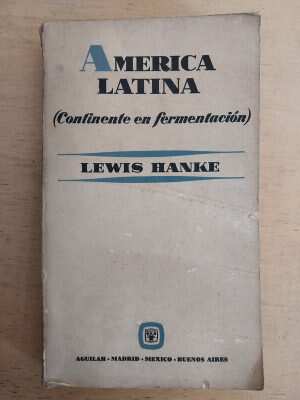 AMERICA
LATINA
(Continente en fermentación)
LEWIS HANKE
AGUILAR · MADRID · MEXICO · BUENOS AIRES